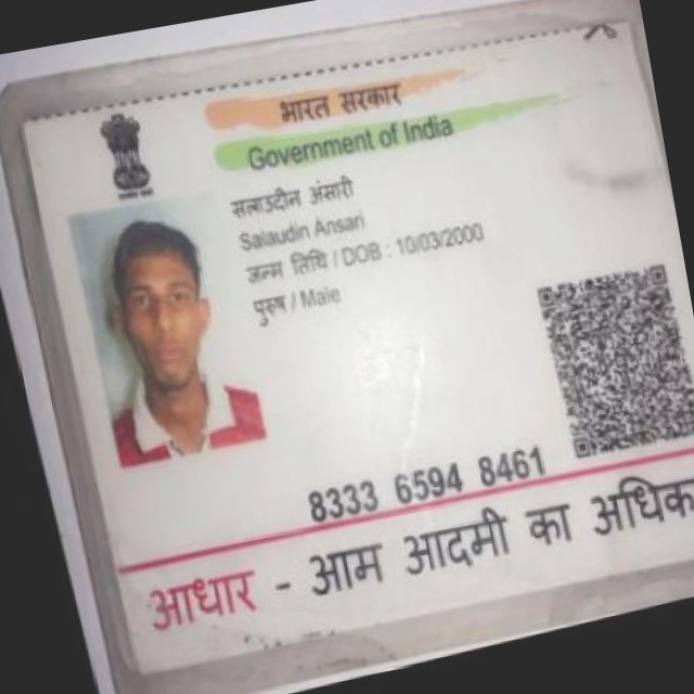 भारत सरकार
Government of India
सलाउदीन अंसारी
Salaudin Ansari
जन्म तिथि / DOB : 10/03/2000
पुरुष / Male
8333 6594 8461
आधार - आम आदमी का अधिका